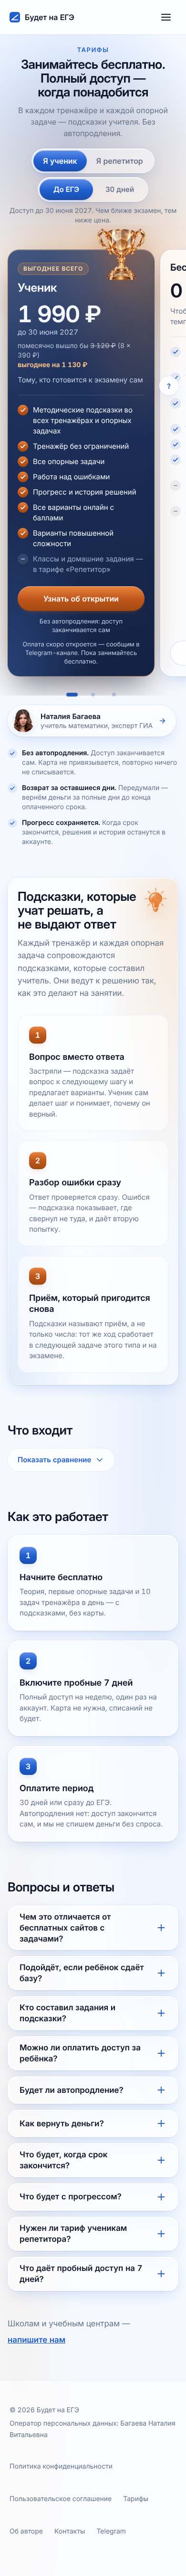 Будет на ЕГЭ
ТАРИФЫ
Занимайтесь бесплатно.
Полный доступ —
когда понадобится
В каждом тренажёре и каждой опорной
задаче — подсказки учителя. Без
автопродления.
Я ученик
Я репетитор
До ЕГЭ
30 дней
Доступ до 30 июня 2027. Чем ближе экзамен, тем
ниже цена.
ВЫГОДНЕЕ ВСЕГО
Ученик
1 990 ₽
до 30 июня 2027
помесячно вышло бы 3 120 ₽ (8 ×
390 ₽)
выгоднее на 1 130 ₽
Тому, кто готовится к экзамену сам
Методические подсказки во
всех тренажёрах и опорных
задачах
Тренажёр без ограничений
Все опорные задачи
Работа над ошибками
Прогресс и история решений
Все варианты онлайн с
баллами
Варианты повышенной
сложности
Классы и домашние задания —
в тарифе «Репетитор»
Узнать об открытии
Без автопродления: доступ
заканчивается сам
Оплата скоро откроется — сообщим в
Telegram-канале. Пока занимайтесь
бесплатно.
0
?
Наталия Багаева
учитель математики, эксперт ГИА
Без автопродления. Доступ заканчивается
сам. Карта не привязывается, повторно ничего
не списывается.
Возврат за оставшиеся дни. Передумали —
вернём деньги за полные дни до конца
оплаченного срока.
Прогресс сохраняется. Когда срок
закончится, решения и история останутся в
аккаунте.
Подсказки, которые
учат решать, а
не выдают ответ
Каждый тренажёр и каждая опорная
задача сопровождаются
подсказками, которые составил
учитель. Они ведут к решению так,
как это делают на занятии.
1
Вопрос вместо ответа
Застряли — подсказка задаёт
вопрос к следующему шагу и
предлагает варианты. Ученик сам
делает шаг и понимает, почему он
верный.
2
Разбор ошибки сразу
Ответ проверяется сразу. Ошибся
— подсказка показывает, где
свернул не туда, и даёт вторую
попытку.
3
Приём, который пригодится
снова
Подсказки называют приём, а не
только числа: тот же ход сработает
в следующей задаче этого типа и на
экзамене.
Что входит
Показать сравнение
Как это работает
1
Начните бесплатно
Теория, первые опорные задачи и 10
задач тренажёра в день — с
подсказками, без карты.
2
Включите пробные 7 дней
Полный доступ на неделю, один раз на
аккаунт. Карта не нужна, списаний не
будет.
3
Оплатите период
30 дней или сразу до ЕГЭ.
Автопродления нет: доступ закончится
сам, и мы не спишем деньги без спроса.
Вопросы и ответы
Чем это отличается от
бесплатных сайтов с
задачами?
Подойдёт, если ребёнок сдаёт
базу?
Кто составил задания и
подсказки?
Можно ли оплатить доступ за
ребёнка?
Будет ли автопродление?
Как вернуть деньги?
Что будет, когда срок
закончится?
Что будет с прогрессом?
Нужен ли тариф ученикам
репетитора?
Что даёт пробный доступ на 7
дней?
Школам и учебным центрам —
напишите нам
© 2026 Будет на ЕГЭ
Оператор персональных данных: Багаева Наталия
Витальевна
Политика конфиденциальности
Пользовательское соглашение
Тарифы
Об авторе
Контакты
Telegram